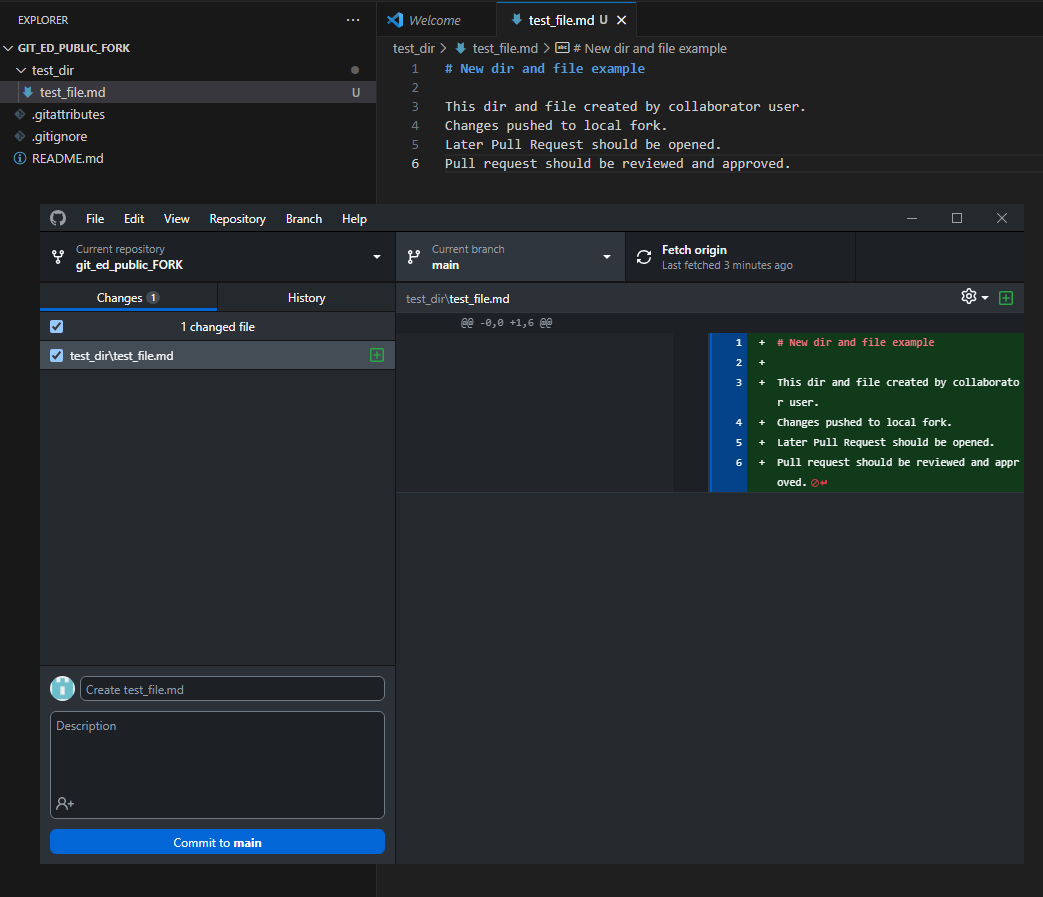 EXPLORER
GIT_ED_PUBLIC_FORK
test_dir
test_file.md U
.gitattributes
.gitignore
README.md
Welcome
test_file.md U
test_dir > test_file.md > # New dir and file example
1 # New dir and file example
2
3 This dir and file created by collaborator user.
4 Changes pushed to local fork.
5 Later Pull Request should be opened.
6 Pull request should be reviewed and approved.
File Edit View Repository Branch Help
Current repository
git_ed_public_FORK
Current branch
main
Fetch origin
Last fetched 3 minutes ago
Changes 1
History
1 changed file
test_dir\test_file.md
Create test_file.md
Description
Commit to main
test_dir\test_file.md
@@ -0,0 +1,6 @@
1 + # New dir and file example
2 +
3 + This dir and file created by collaborato
r user.
4 + Changes pushed to local fork.
5 + Later Pull Request should be opened.
6 + Pull request should be reviewed and appr
oved.